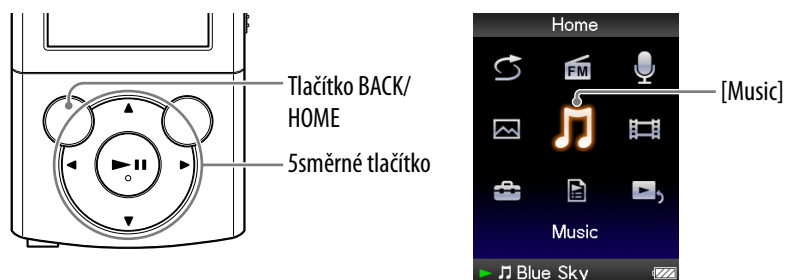 Tlačítko BACK/
HOME
5směrné tlačítko
Home
FM
[Music]
Music
Blue Sky